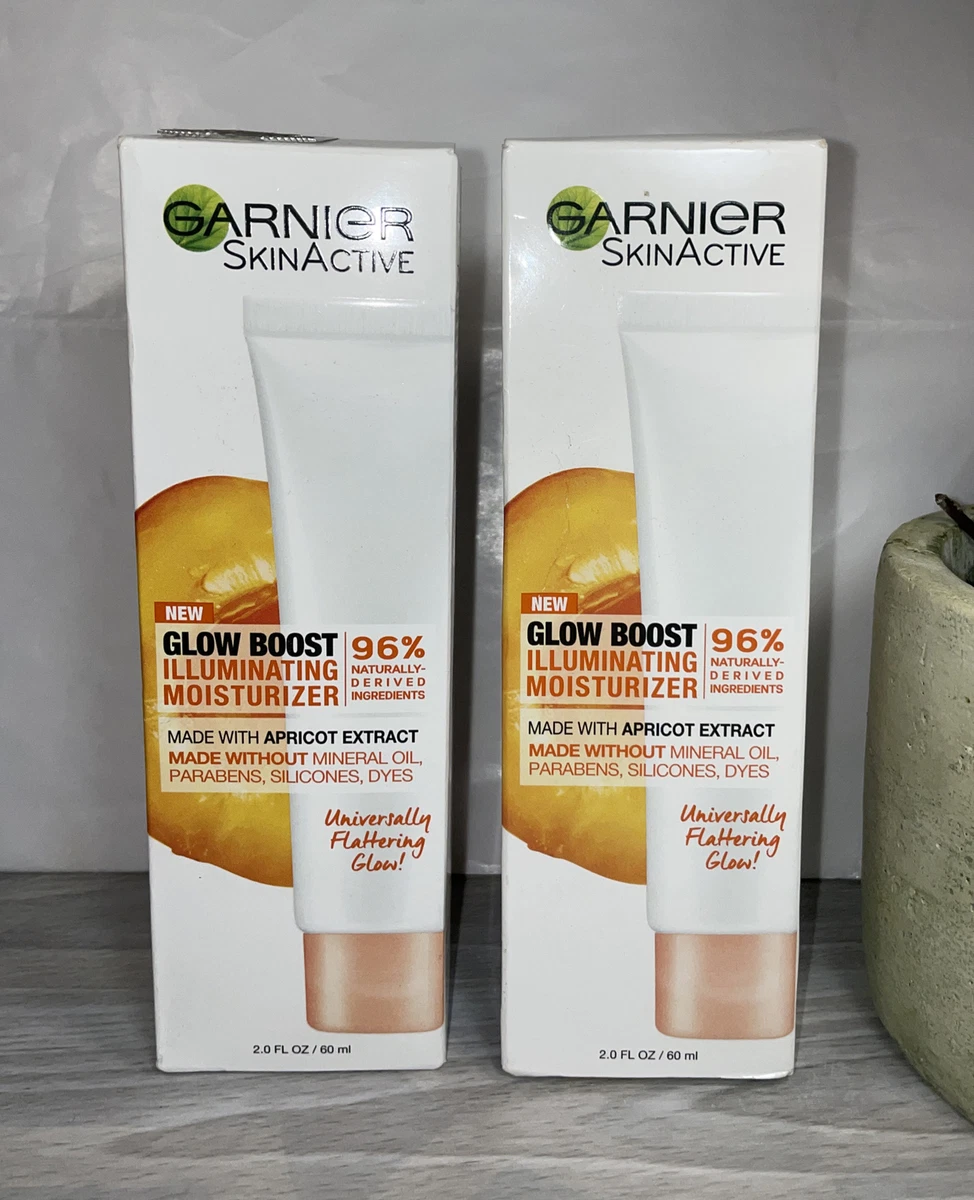 GARNIER
SKINACTIVE
NEW
GLOW BOOST
ILLUMINATING
MOISTURIZER
96%
NATURALLY-
DERIVED
INGREDIENTS
MADE WITH APRICOT EXTRACT
MADE WITHOUT MINERAL OIL,
PARABENS, SILICONES, DYES
Universally
Flattering
Glow!
2.0 FL OZ / 60 ml
GARNIER
SKINACTIVE
NEW
GLOW BOOST
ILLUMINATING
MOISTURIZER
96%
NATURALLY-
DERIVED
INGREDIENTS
MADE WITH APRICOT EXTRACT
MADE WITHOUT MINERAL OIL,
PARABENS, SILICONES, DYES
Universally
Flattering
Glow!
2.0 FL OZ / 60 ml